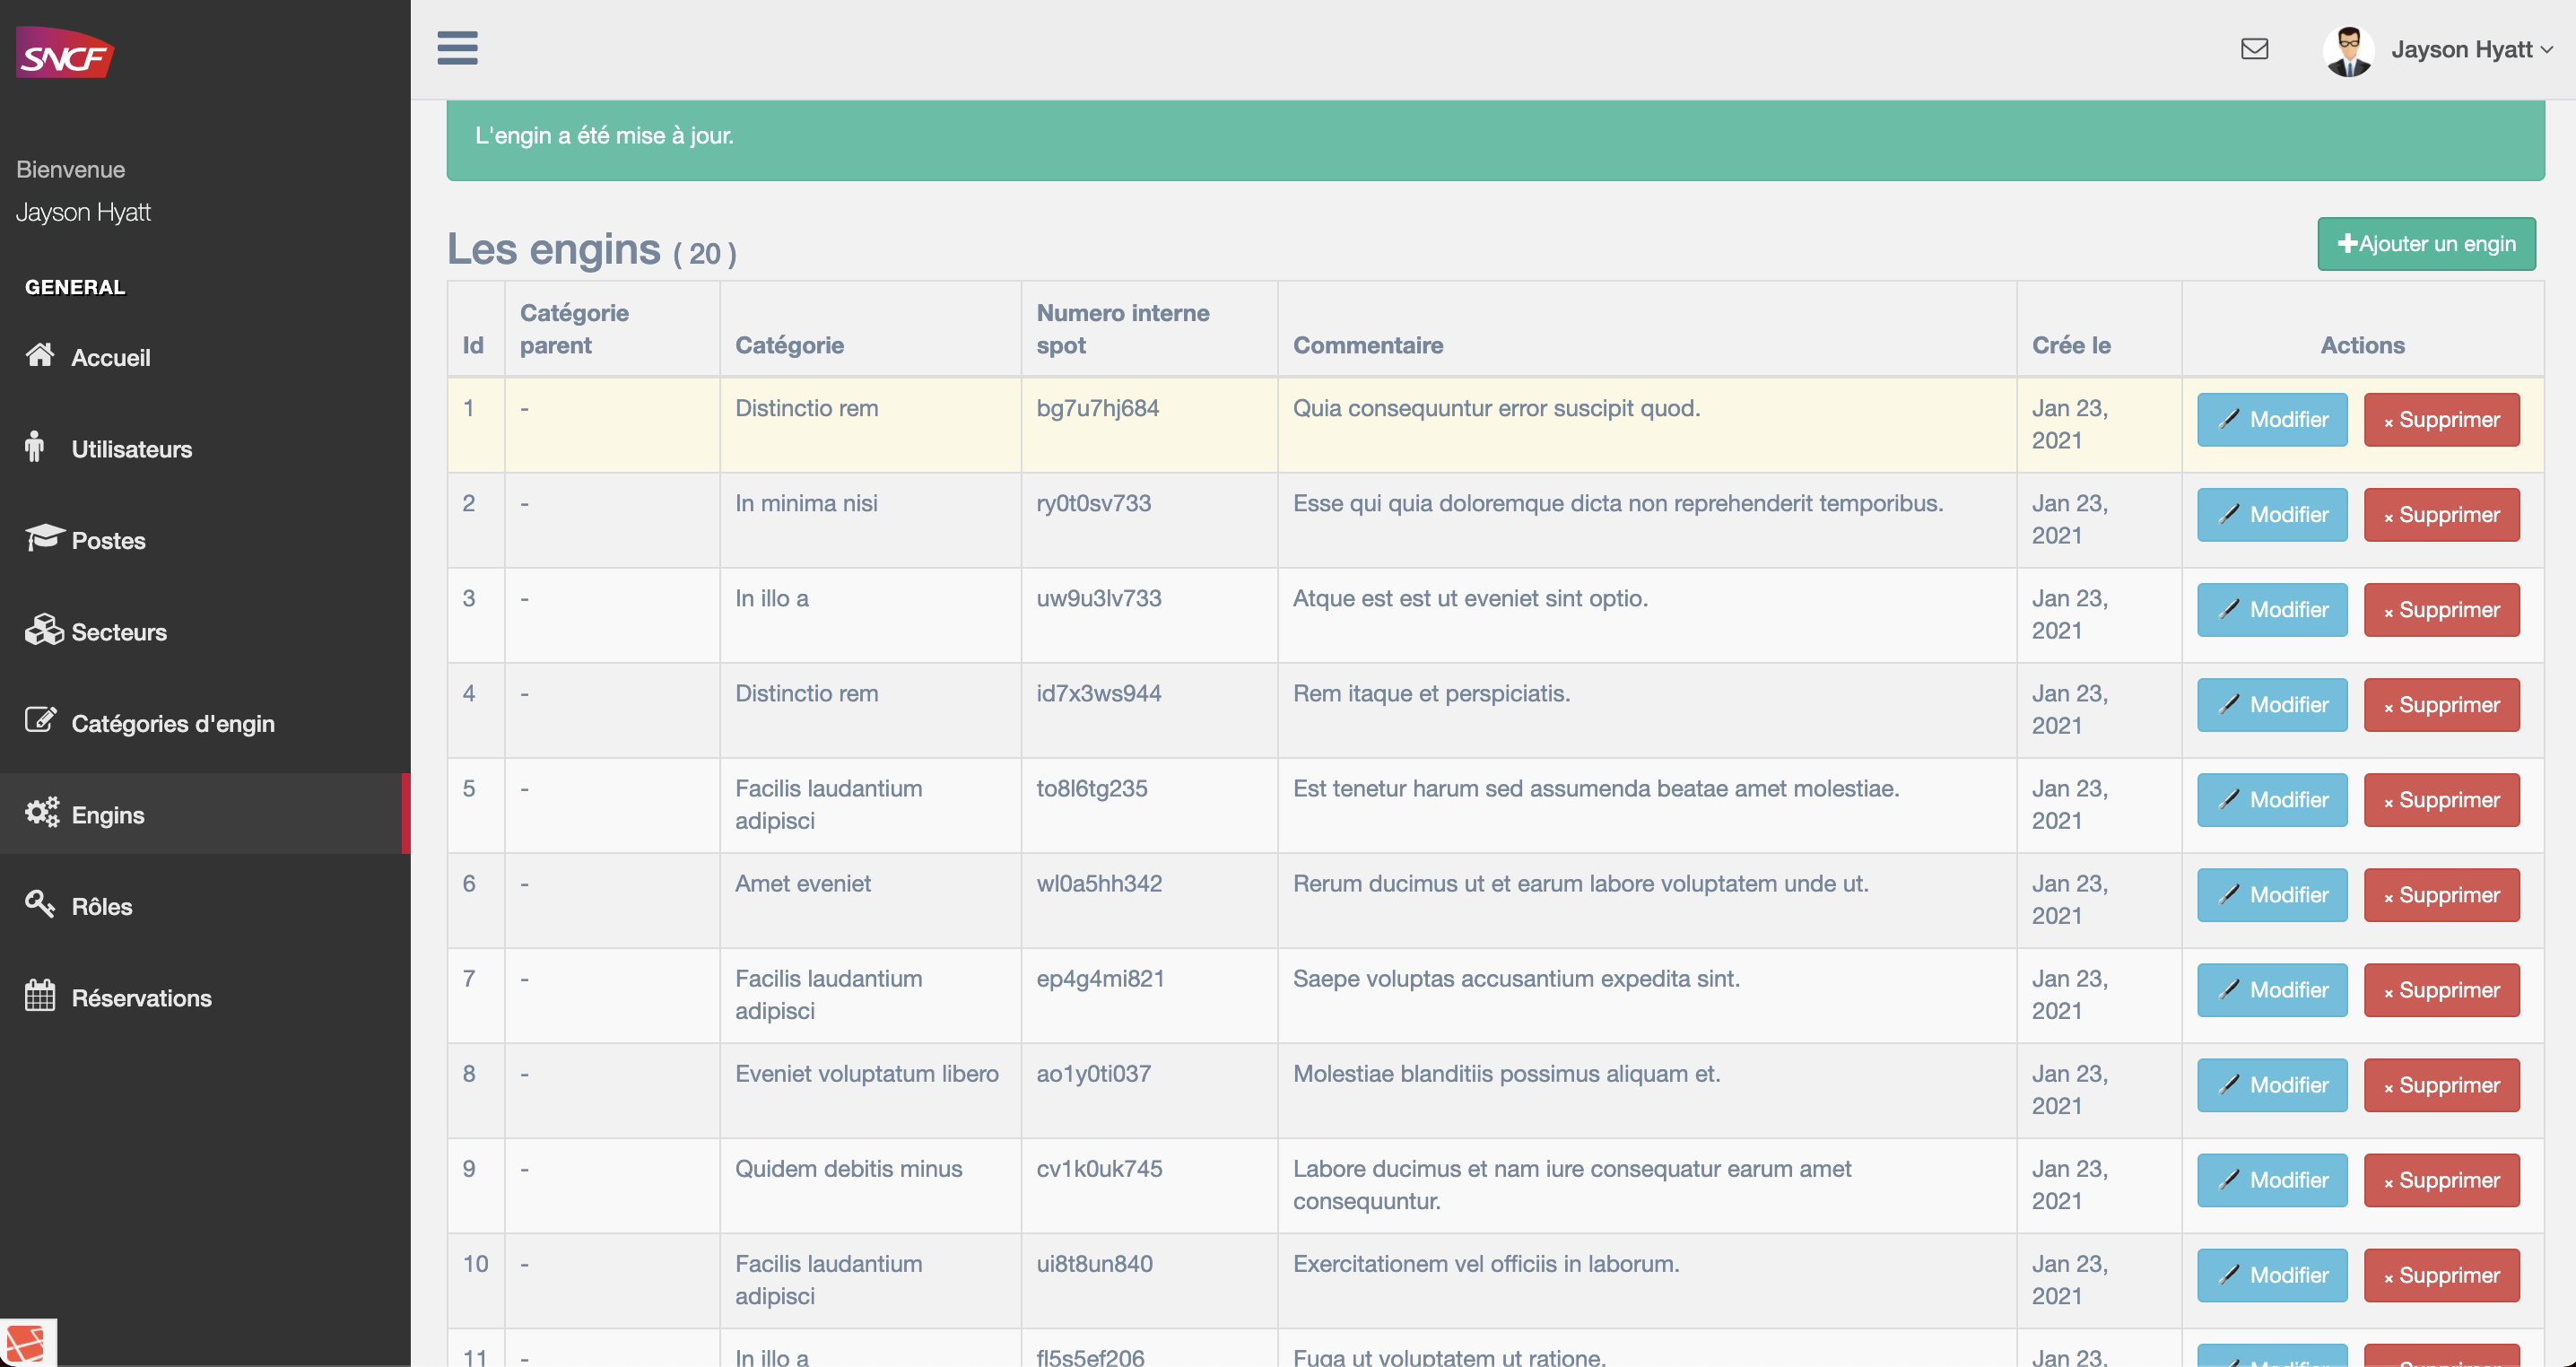 SNCF
Jayson Hyatt
Bienvenue
Jayson Hyatt
GENERAL
Accueil
Utilisateurs
Postes
Secteurs
Catégories d'engin
Engins
Rôles
Réservations
L'engin a été mise à jour.
Les engins ( 20 )
Ajouter un engin
Id
Catégorie
parent
Catégorie
Numero interne
spot
Commentaire
Crée le
Actions
1 - Distinctio rem bg7u7hj684 Quia consequuntur error suscipit quod. Jan 23, Modifier × Supprimer
2021
2 - In minima nisi ry0t0sv733 Esse qui quia doloremque dicta non reprehenderit temporibus. Jan 23, Modifier × Supprimer
2021
3 - In illo a uw9u3lv733 Atque est est ut eveniet sint optio. Jan 23, Modifier × Supprimer
2021
4 - Distinctio rem id7x3ws944 Rem itaque et perspiciatis. Jan 23, Modifier × Supprimer
2021
5 - Facilis laudantium to8l6tg235 Est tenetur harum sed assumenda beatae amet molestiae. Jan 23, Modifier × Supprimer
adipisci 2021
6 - Amet eveniet wl0a5hh342 Rerum ducimus ut et earum labore voluptatem unde ut. Jan 23, Modifier × Supprimer
2021
7 - Facilis laudantium ep4g4mi821 Saepe voluptas accusantium expedita sint. Jan 23, Modifier × Supprimer
adipisci 2021
8 - Eveniet voluptatum libero ao1y0ti037 Molestiae blanditiis possimus aliquam et. Jan 23, Modifier × Supprimer
2021
9 - Quidem debitis minus cv1k0uk745 Labore ducimus et nam iure consequatur earum amet Jan 23, Modifier × Supprimer
consequuntur. 2021
10 - Facilis laudantium ui8t8un840 Exercitationem vel officiis in laborum. Jan 23, Modifier × Supprimer
adipisci 2021
11 - In illo a fl5s5ef206 Fuga ut voluptatem ut ratione. Jan 23, Modifier Supprimer